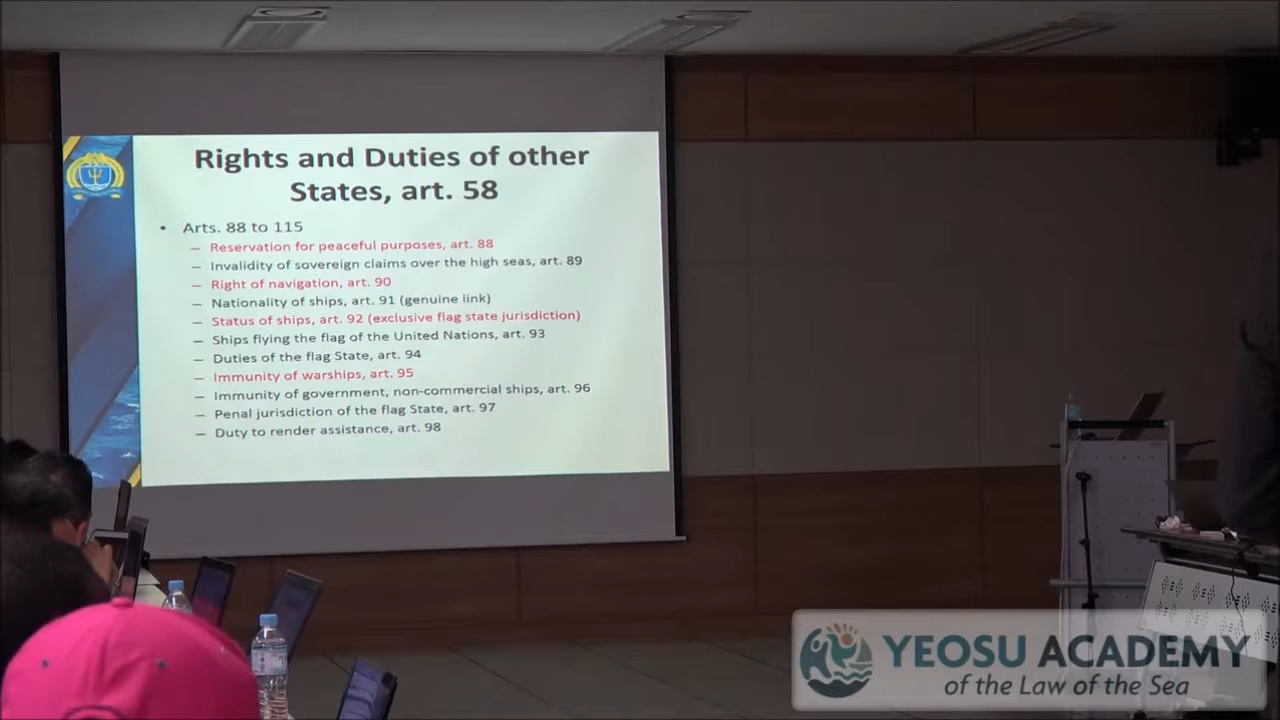 Rights and Duties of other
States, art. 58
• Arts. 88 to 115
– Reservation for peaceful purposes, art. 88
– Invalidity of sovereign claims over the high seas, art. 89
– Right of navigation, art. 90
– Nationality of ships, art. 91 (genuine link)
– Status of ships, art. 92 (exclusive flag state jurisdiction)
– Ships flying the flag of the United Nations, art. 93
– Duties of the flag State, art. 94
– Immunity of warships, art. 95
– Immunity of government, non-commercial ships, art. 96
– Penal jurisdiction of the flag State, art. 97
– Duty to render assistance, art. 98
YEOSU ACADEMY
of the Law of the Sea